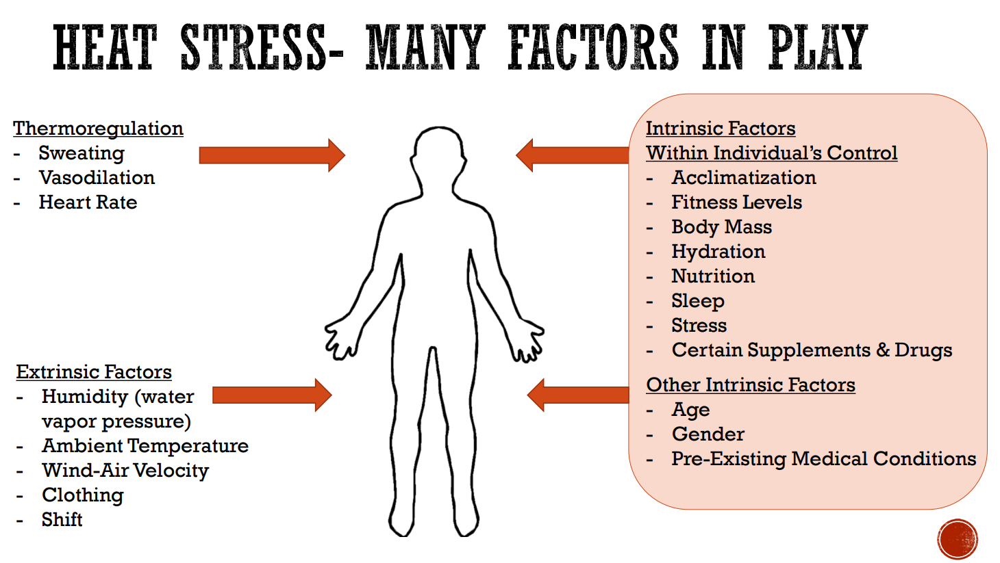 HEAT STRESS- MANY FACTORS IN PLAY
Thermoregulation
- Sweating
- Vasodilation
- Heart Rate
Extrinsic Factors
- Humidity (water
vapor pressure)
- Ambient Temperature
- Wind-Air Velocity
- Clothing
- Shift
Intrinsic Factors
Within Individual’s Control
- Acclimatization
- Fitness Levels
- Body Mass
- Hydration
- Nutrition
- Sleep
- Stress
- Certain Supplements & Drugs
Other Intrinsic Factors
- Age
- Gender
- Pre-Existing Medical Conditions